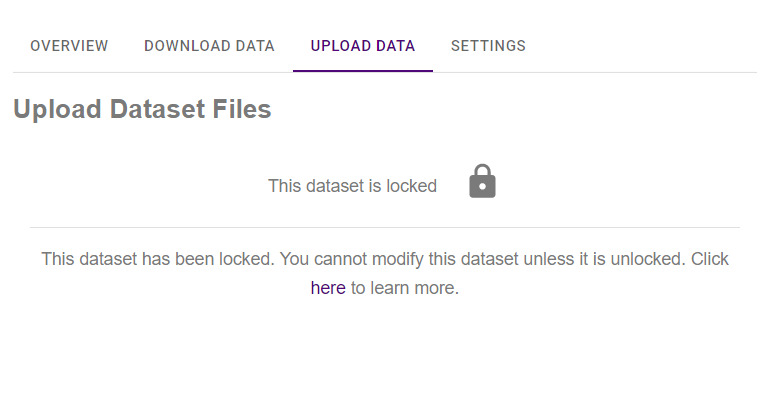 OVERVIEW DOWNLOAD DATA UPLOAD DATA SETTINGS
Upload Dataset Files
This dataset is locked
This dataset has been locked. You cannot modify this dataset unless it is unlocked. Click
here to learn more.